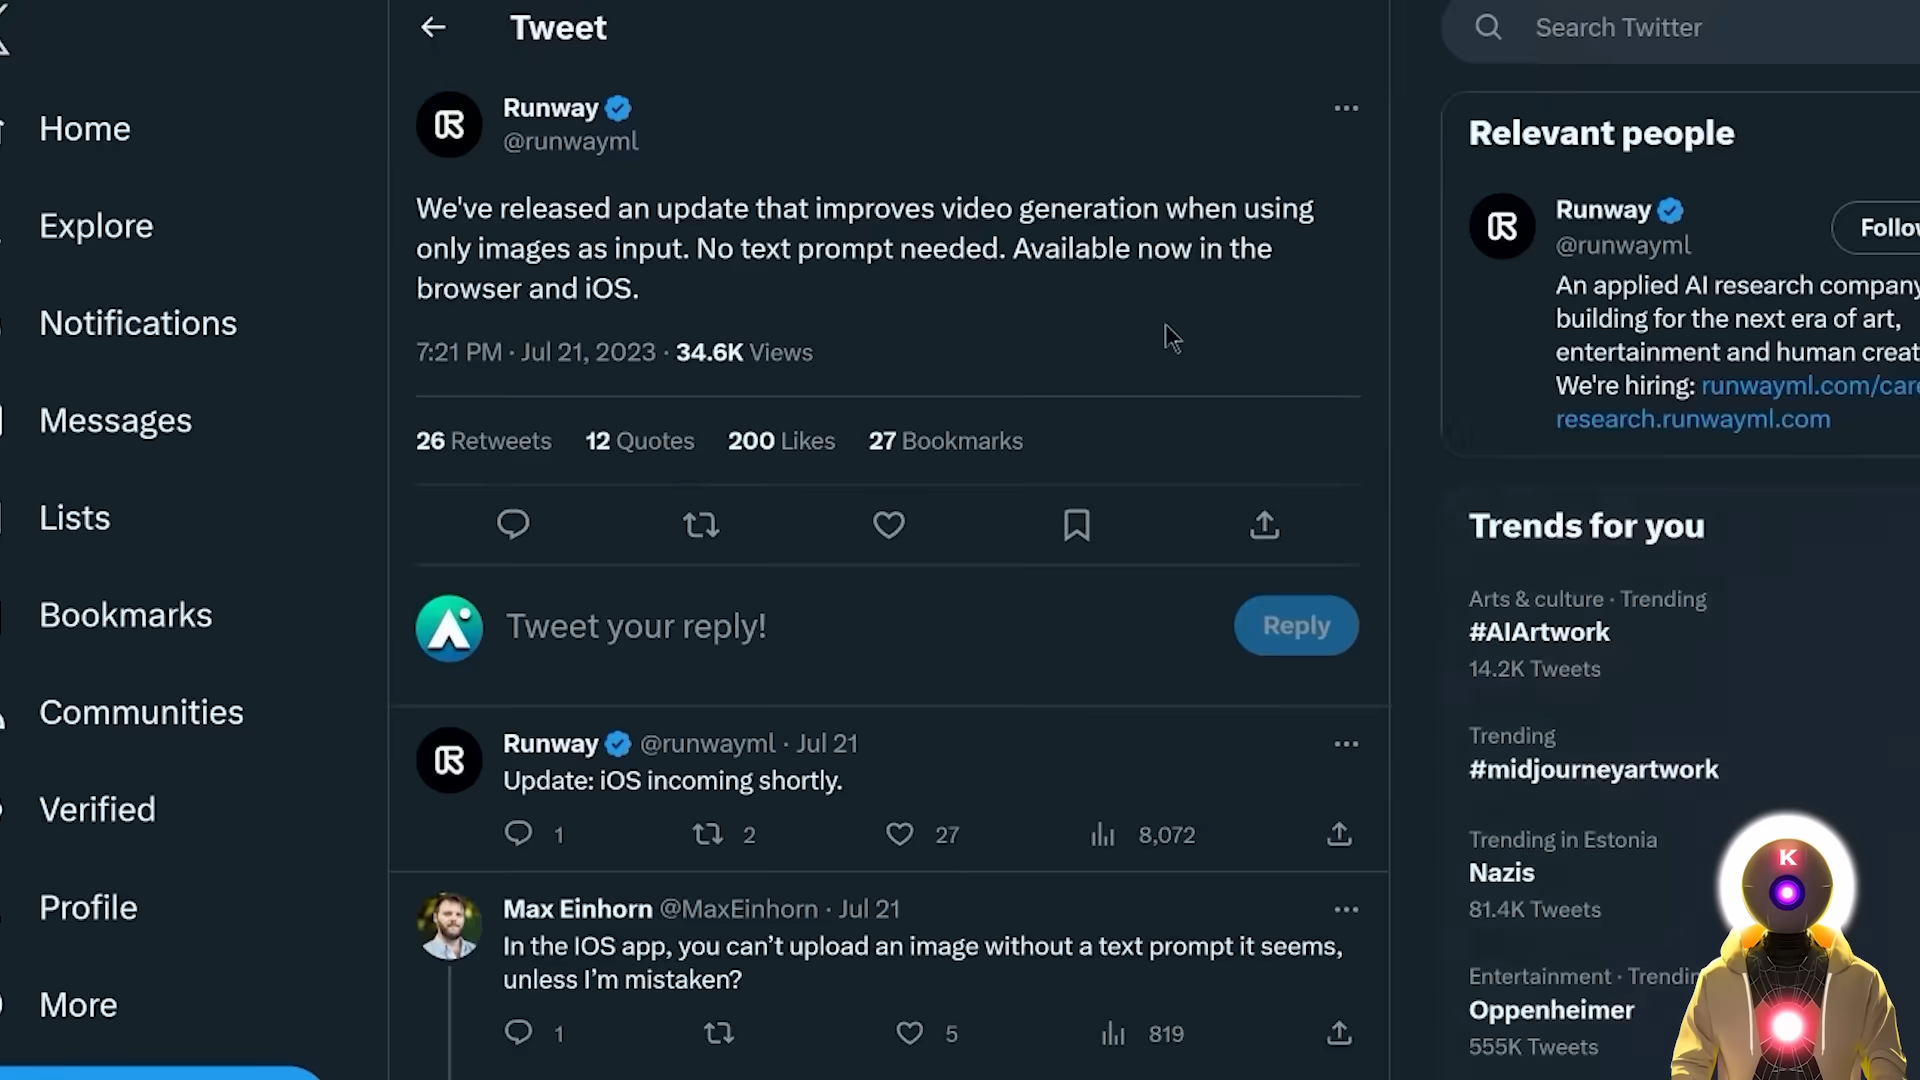 Tweet
Search Twitter
Home
Explore
Notifications
Messages
Lists
Bookmarks
Communities
Verified
Profile
More
Runway
@runwayml
We've released an update that improves video generation when using
only images as input. No text prompt needed. Available now in the
browser and iOS.
7:21 PM · Jul 21, 2023 · 34.6K Views
26 Retweets 12 Quotes 200 Likes 27 Bookmarks
Tweet your reply!
Reply
Runway @runwayml · Jul 21
Update: iOS incoming shortly.
1 2 27 8,072
Max Einhorn @MaxEinhorn · Jul 21
In the IOS app, you can’t upload an image without a text prompt it seems,
unless I’m mistaken?
1 5 819
Relevant people
Runway
@runwayml
Follow
An applied AI research company
building for the next era of art,
entertainment and human creat
We're hiring: runwayml.com/care
research.runwayml.com
Trends for you
Arts & culture · Trending
#AIArtwork
14.2K Tweets
Trending
#midjourneyartwork
Trending in Estonia
Nazis
81.4K Tweets
Entertainment · Trendin
Oppenheimer
555K Tweets
K